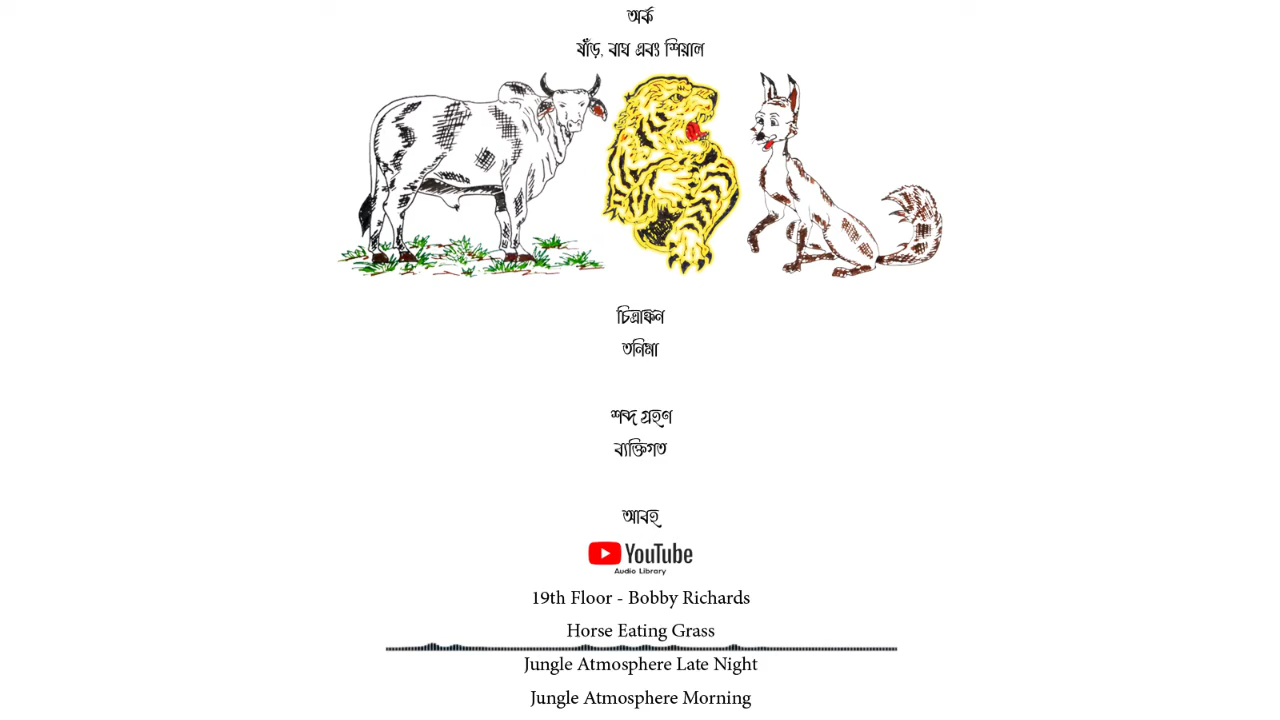 অর্ক
ষাঁড়, বাঘ এবং শিয়াল
চিত্রাঙ্কন
তনিমা
শব্দ গ্রহণ
ব্যক্তিগত
আবহ
YouTube
Audio Library
19th Floor - Bobby Richards
Horse Eating Grass
Jungle Atmosphere Late Night
Jungle Atmosphere Morning